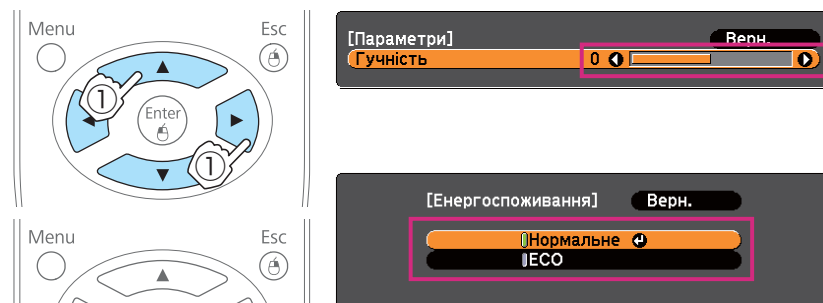 Menu
Esc
Enter
1
1
[Параметри]
Верн.
Гучність 0
[Енергоспоживання] Верн.
Нормальне
ECO
Menu
Esc